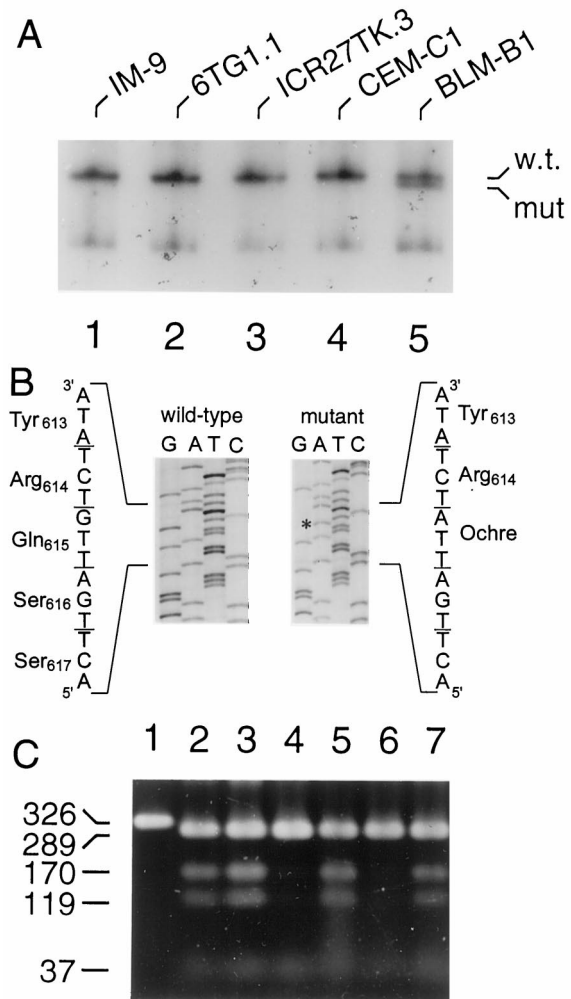 A
IM-9
6TG1.1
ICR27TK.3
CEM-C1
BLM-B1
w.t.
mut
1 2 3 4 5
B
3'
A
T
A
T
C
T
G
T
T
A
G
T
T
C
A
5'
Tyr613
Arg614
Gln615
Ser616
Ser617
wild-type
G A T C
mutant
G A T C
*
3'
A
T
A
T
C
T
A
T
T
A
G
T
T
C
A
5'
Tyr613
Arg614
Ochre
C
1 2 3 4 5 6 7
326
289
170
119
37